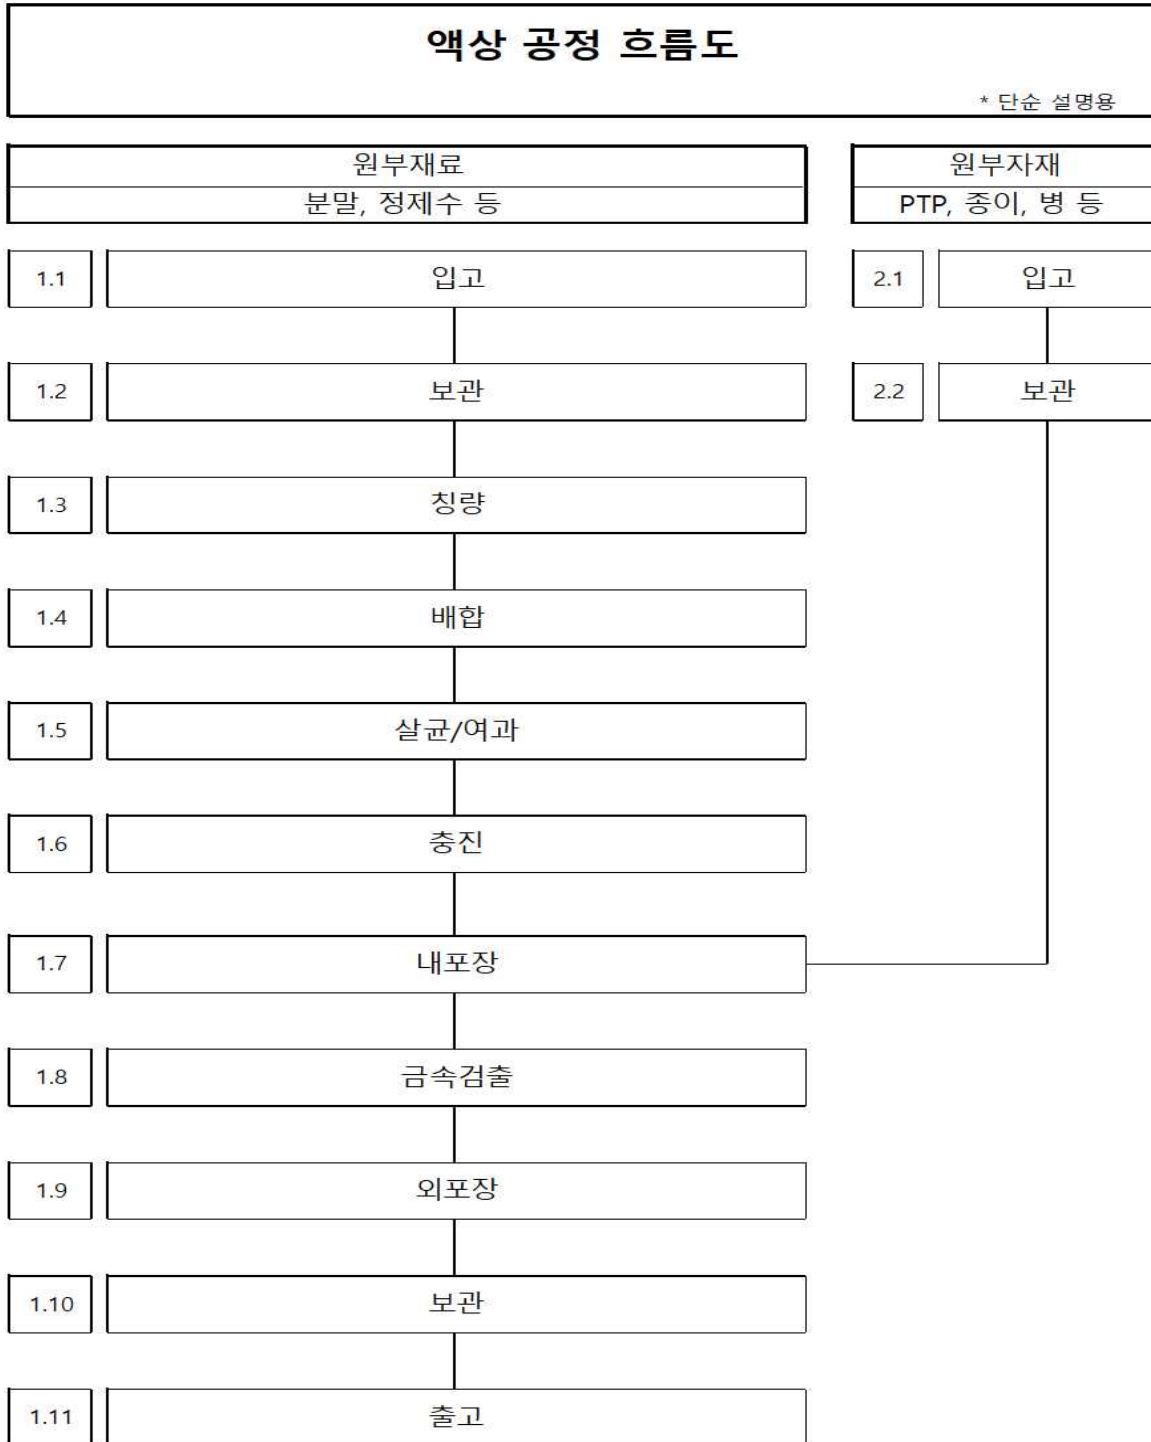 액상 공정 흐름도
* 단순 설명용
원부재료
분말, 정제수 등
원부자재
PTP, 종이, 병 등
1.1 입고
2.1 입고
1.2 보관
2.2 보관
1.3 칭량
1.4 배합
1.5 살균/여과
1.6 충진
1.7 내포장
1.8 금속검출
1.9 외포장
1.10 보관
1.11 출고